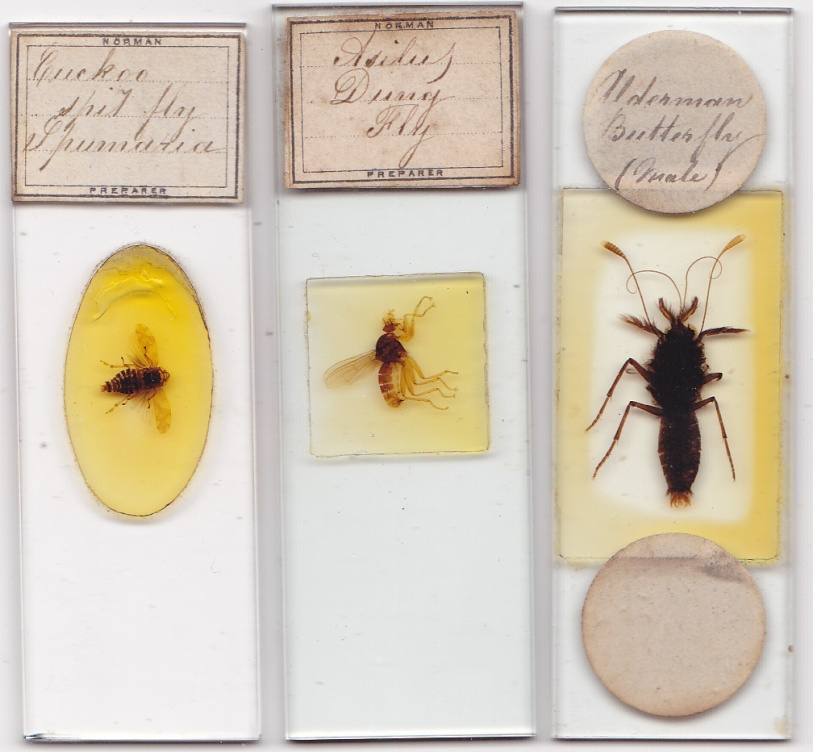 NORMAN
Cuckoo
spit fly
Spumaria
PREPARER
NORMAN
Asilus
Dung
Fly
PREPARER
Alderman
Butterfly
(Male)